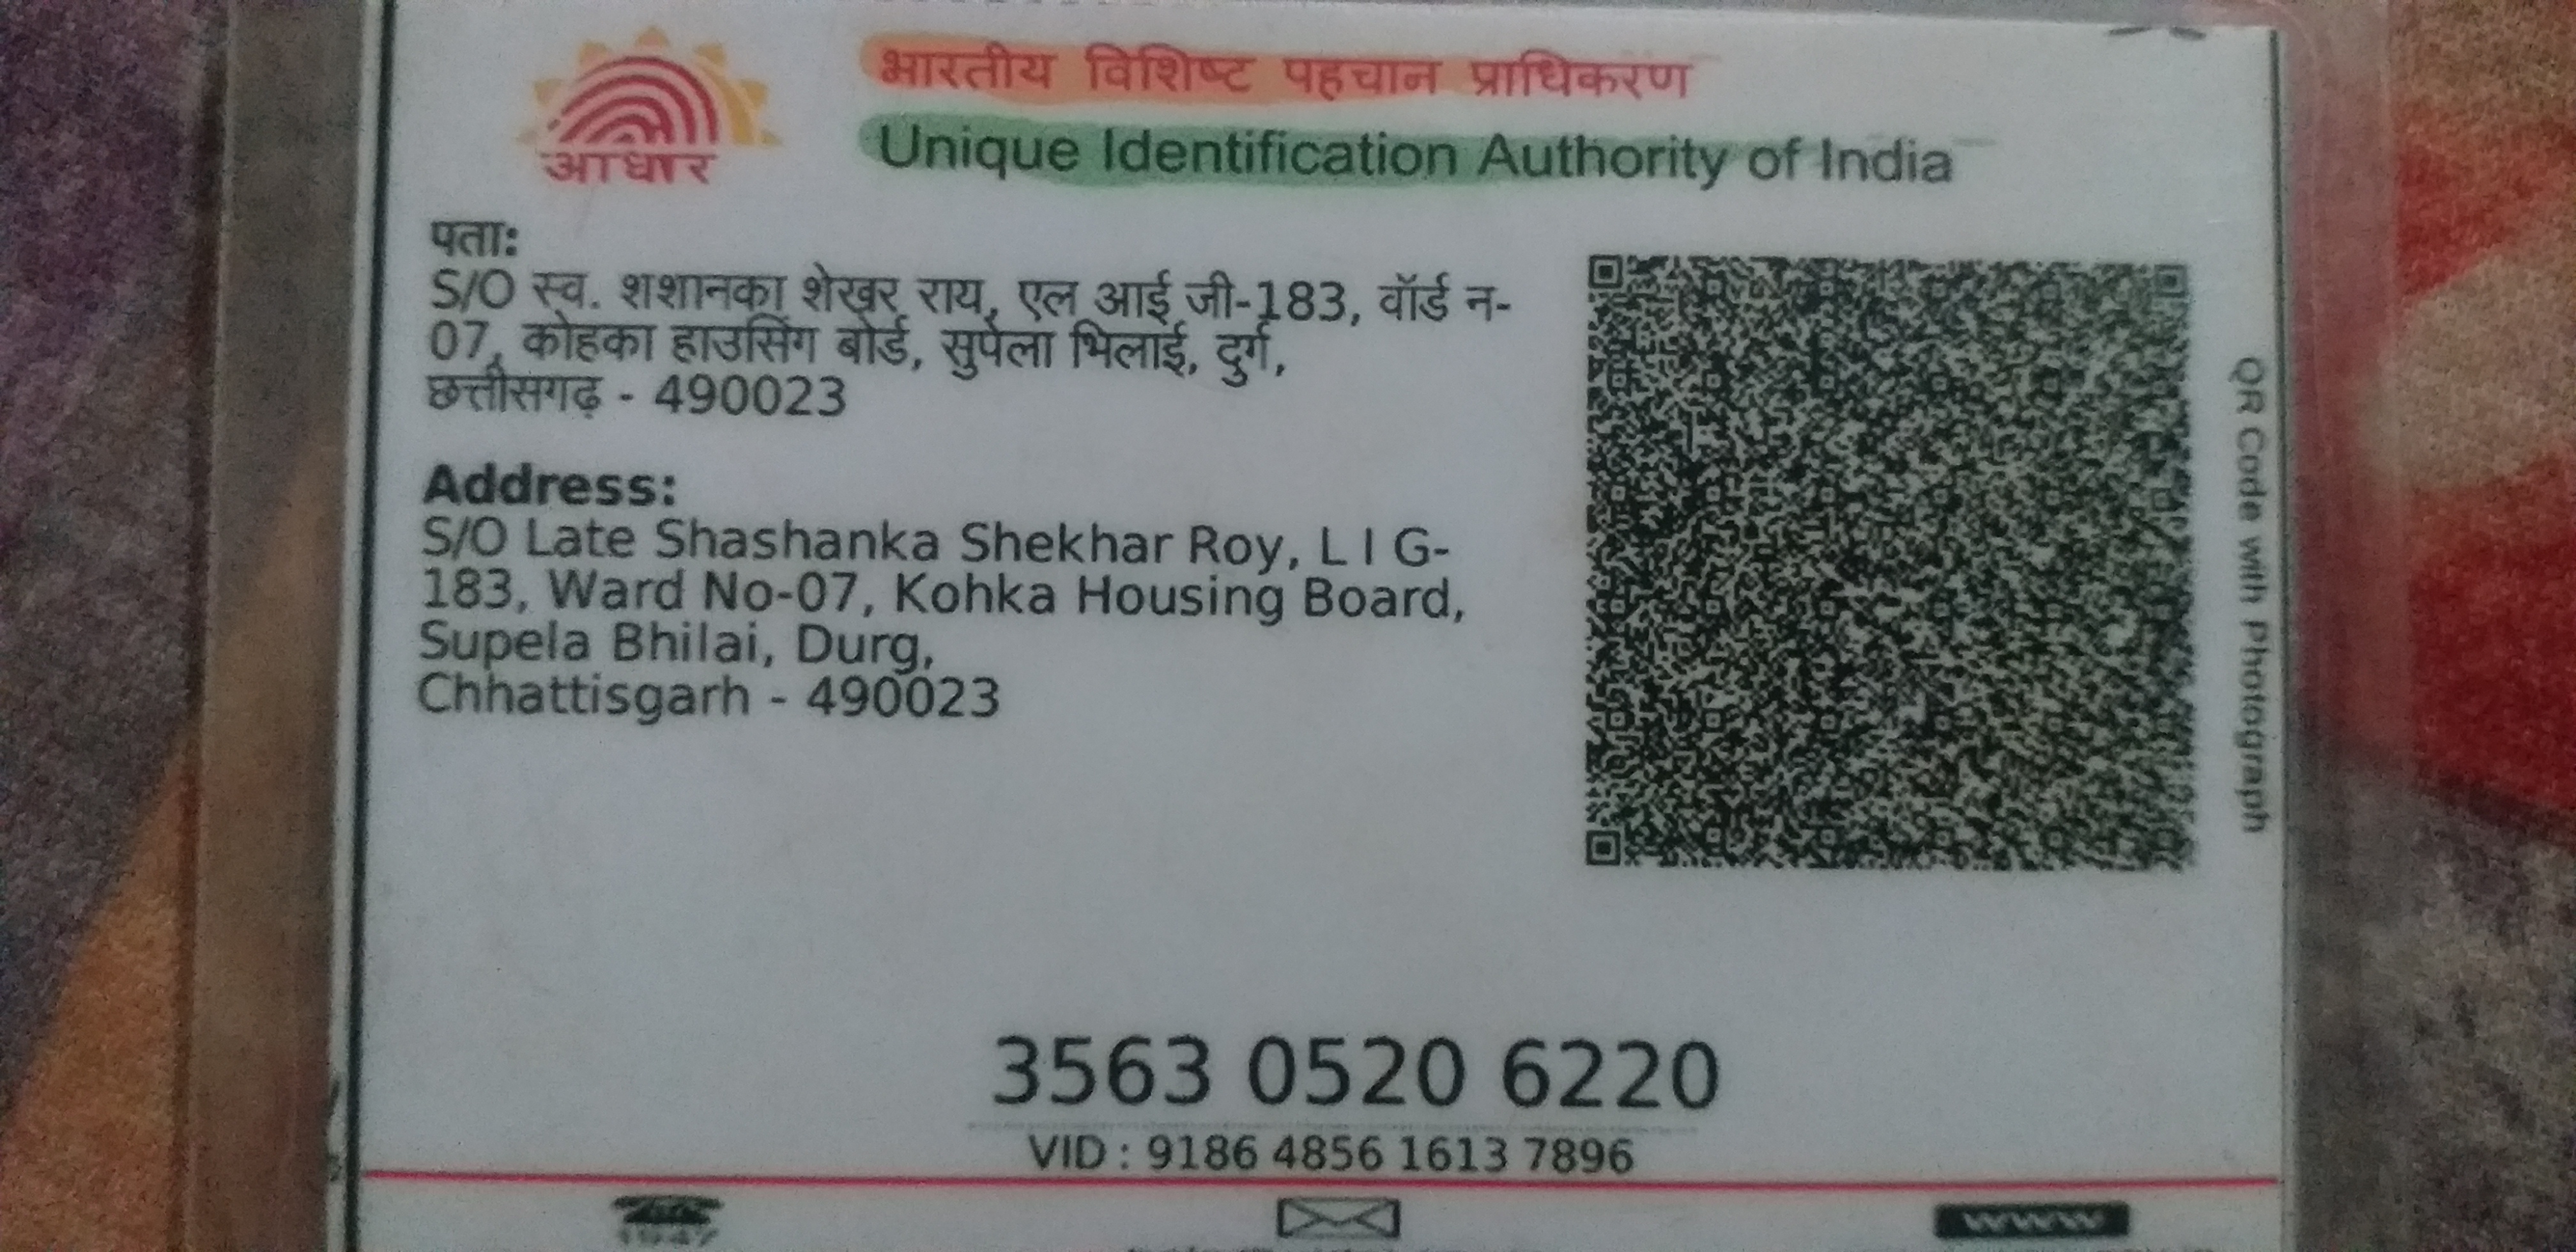 आधार
भारतीय विशिष्ट पहचान प्राधिकरण
Unique Identification Authority of India
पता:
S/O स्व. शशानका शेखर राय, एल आई जी-183, वॉर्ड न-
07, कोहका हाउसिंग बोर्ड, सुपेला भिलाई, दुर्ग,
छत्तीसगढ़ - 490023
Address:
S/O Late Shashanka Shekhar Roy, L I G-
183, Ward No-07, Kohka Housing Board,
Supela Bhilai, Durg,
Chhattisgarh - 490023
QR Code with Photograph
3563 0520 6220
VID : 9186 4856 1613 7896
1947
www